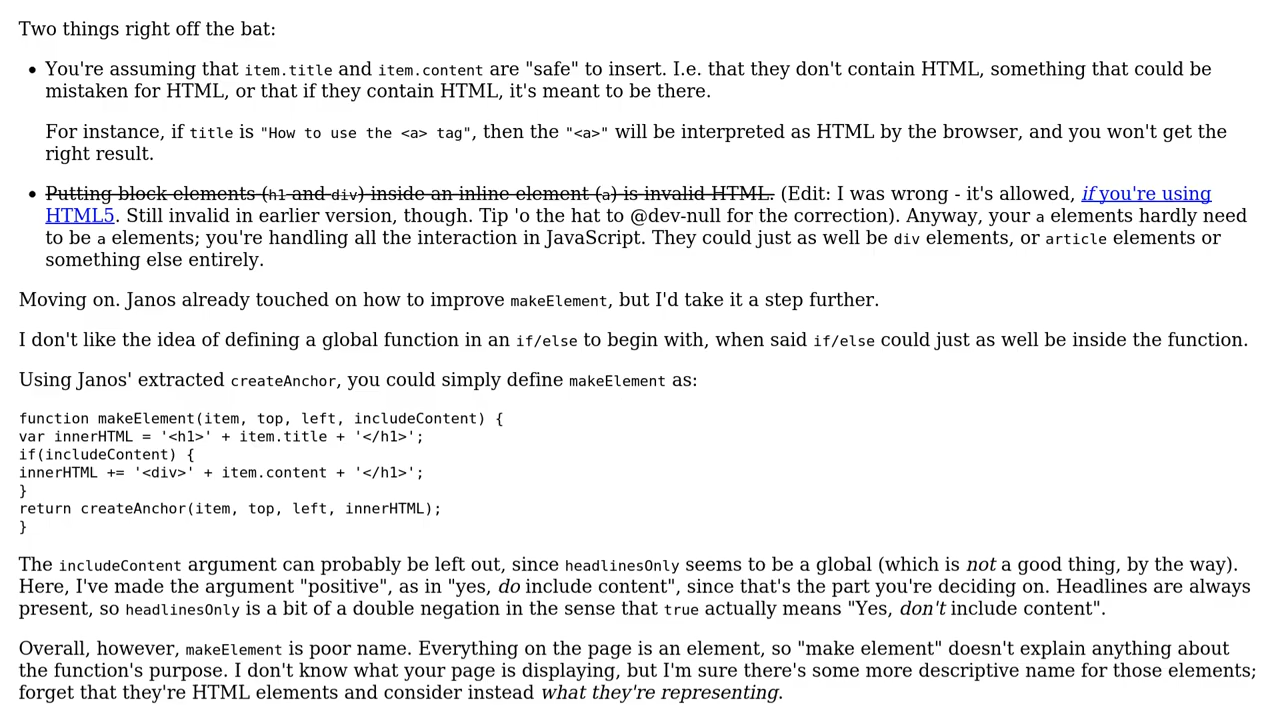 Two things right off the bat:
• You're assuming that item.title and item.content are "safe" to insert. I.e. that they don't contain HTML, something that could be
mistaken for HTML, or that if they contain HTML, it's meant to be there.
For instance, if title is "How to use the <a> tag", then the "<a>" will be interpreted as HTML by the browser, and you won't get the
right result.
• Putting block elements (h1 and div) inside an inline element (a) is invalid HTML. (Edit: I was wrong - it's allowed, if you're using
HTML5. Still invalid in earlier version, though. Tip 'o the hat to @dev-null for the correction). Anyway, your a elements hardly need
to be a elements; you're handling all the interaction in JavaScript. They could just as well be div elements, or article elements or
something else entirely.
Moving on. Janos already touched on how to improve makeElement, but I'd take it a step further.
I don't like the idea of defining a global function in an if/else to begin with, when said if/else could just as well be inside the function.
Using Janos' extracted createAnchor, you could simply define makeElement as:
function makeElement(item, top, left, includeContent) {
var innerHTML = '<h1>' + item.title + '</h1>';
if(includeContent) {
innerHTML += '<div>' + item.content + '</h1>';
}
return createAnchor(item, top, left, innerHTML);
}
The includeContent argument can probably be left out, since headlinesOnly seems to be a global (which is not a good thing, by the way).
Here, I've made the argument "positive", as in "yes, do include content", since that's the part you're deciding on. Headlines are always
present, so headlinesOnly is a bit of a double negation in the sense that true actually means "Yes, don't include content".
Overall, however, makeElement is poor name. Everything on the page is an element, so "make element" doesn't explain anything about
the function's purpose. I don't know what your page is displaying, but I'm sure there's some more descriptive name for those elements;
forget that they're HTML elements and consider instead what they're representing.